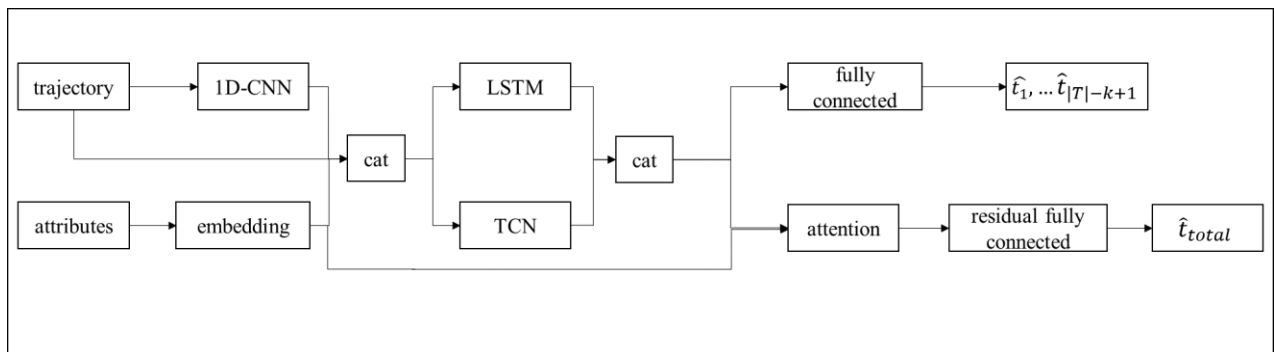 trajectory
1D-CNN
attributes
embedding
cat
LSTM
TCN
cat
fully
connected
t̂₁, … t̂|T|−k+1
attention
residual fully
connected
t̂total